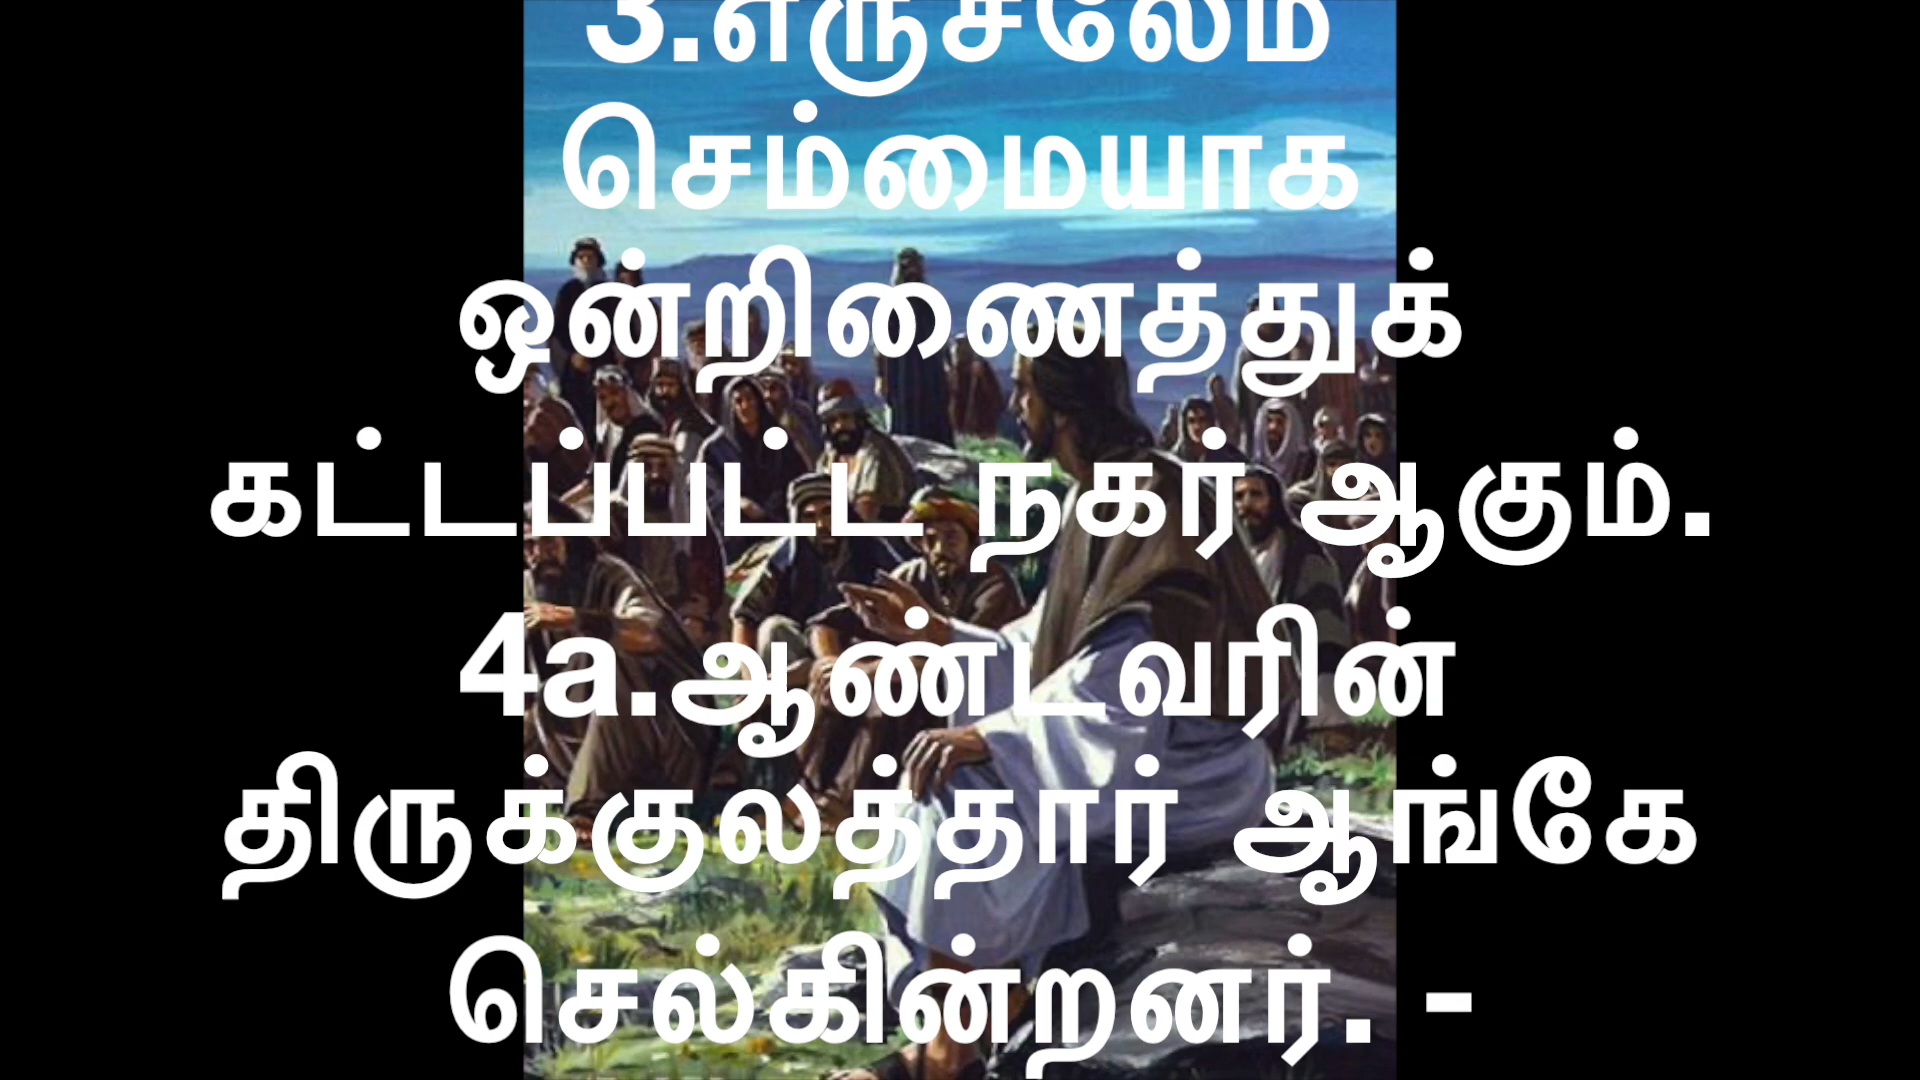 3.எருசலேம்
செம்மையாக
ஒன்றிணைத்துக்
கட்டப்பட்ட நகர் ஆகும்.
4a.ஆண்டவரின்
திருக்குலத்தார் ஆங்கே
செல்கின்றனர். -